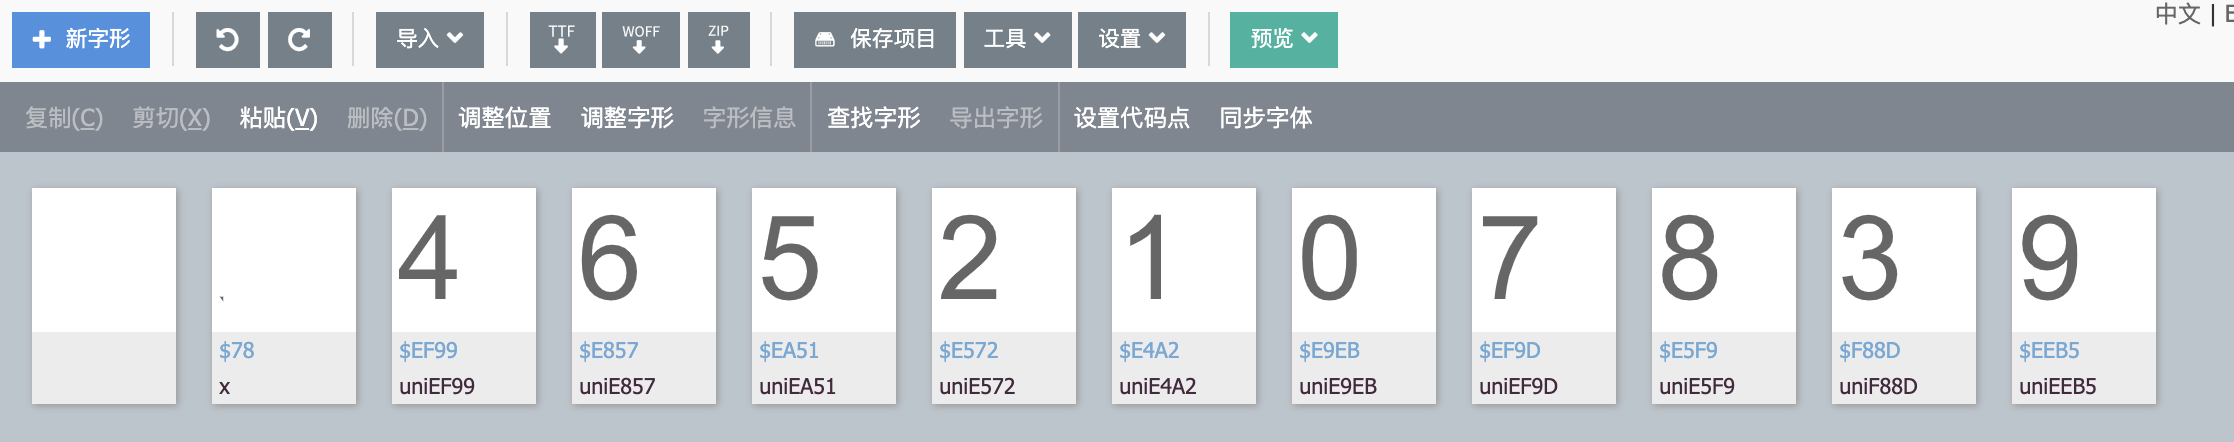 中文 | E
新字形 导入 TTF WOFF ZIP 保存项目 工具 设置 预览
复制(C) 剪切(X) 粘贴(V) 删除(D) 调整位置 调整字形 字形信息 查找字形 导出字形 设置代码点 同步字体
4 6 5 2 1 0 7 8 3 9
$78 $EF99 $E857 $EA51 $E572 $E4A2 $E9EB $EF9D $E5F9 $F88D $EEB5
x uniEF99 uniE857 uniEA51 uniE572 uniE4A2 uniE9EB uniEF9D uniE5F9 uniF88D uniEEB5